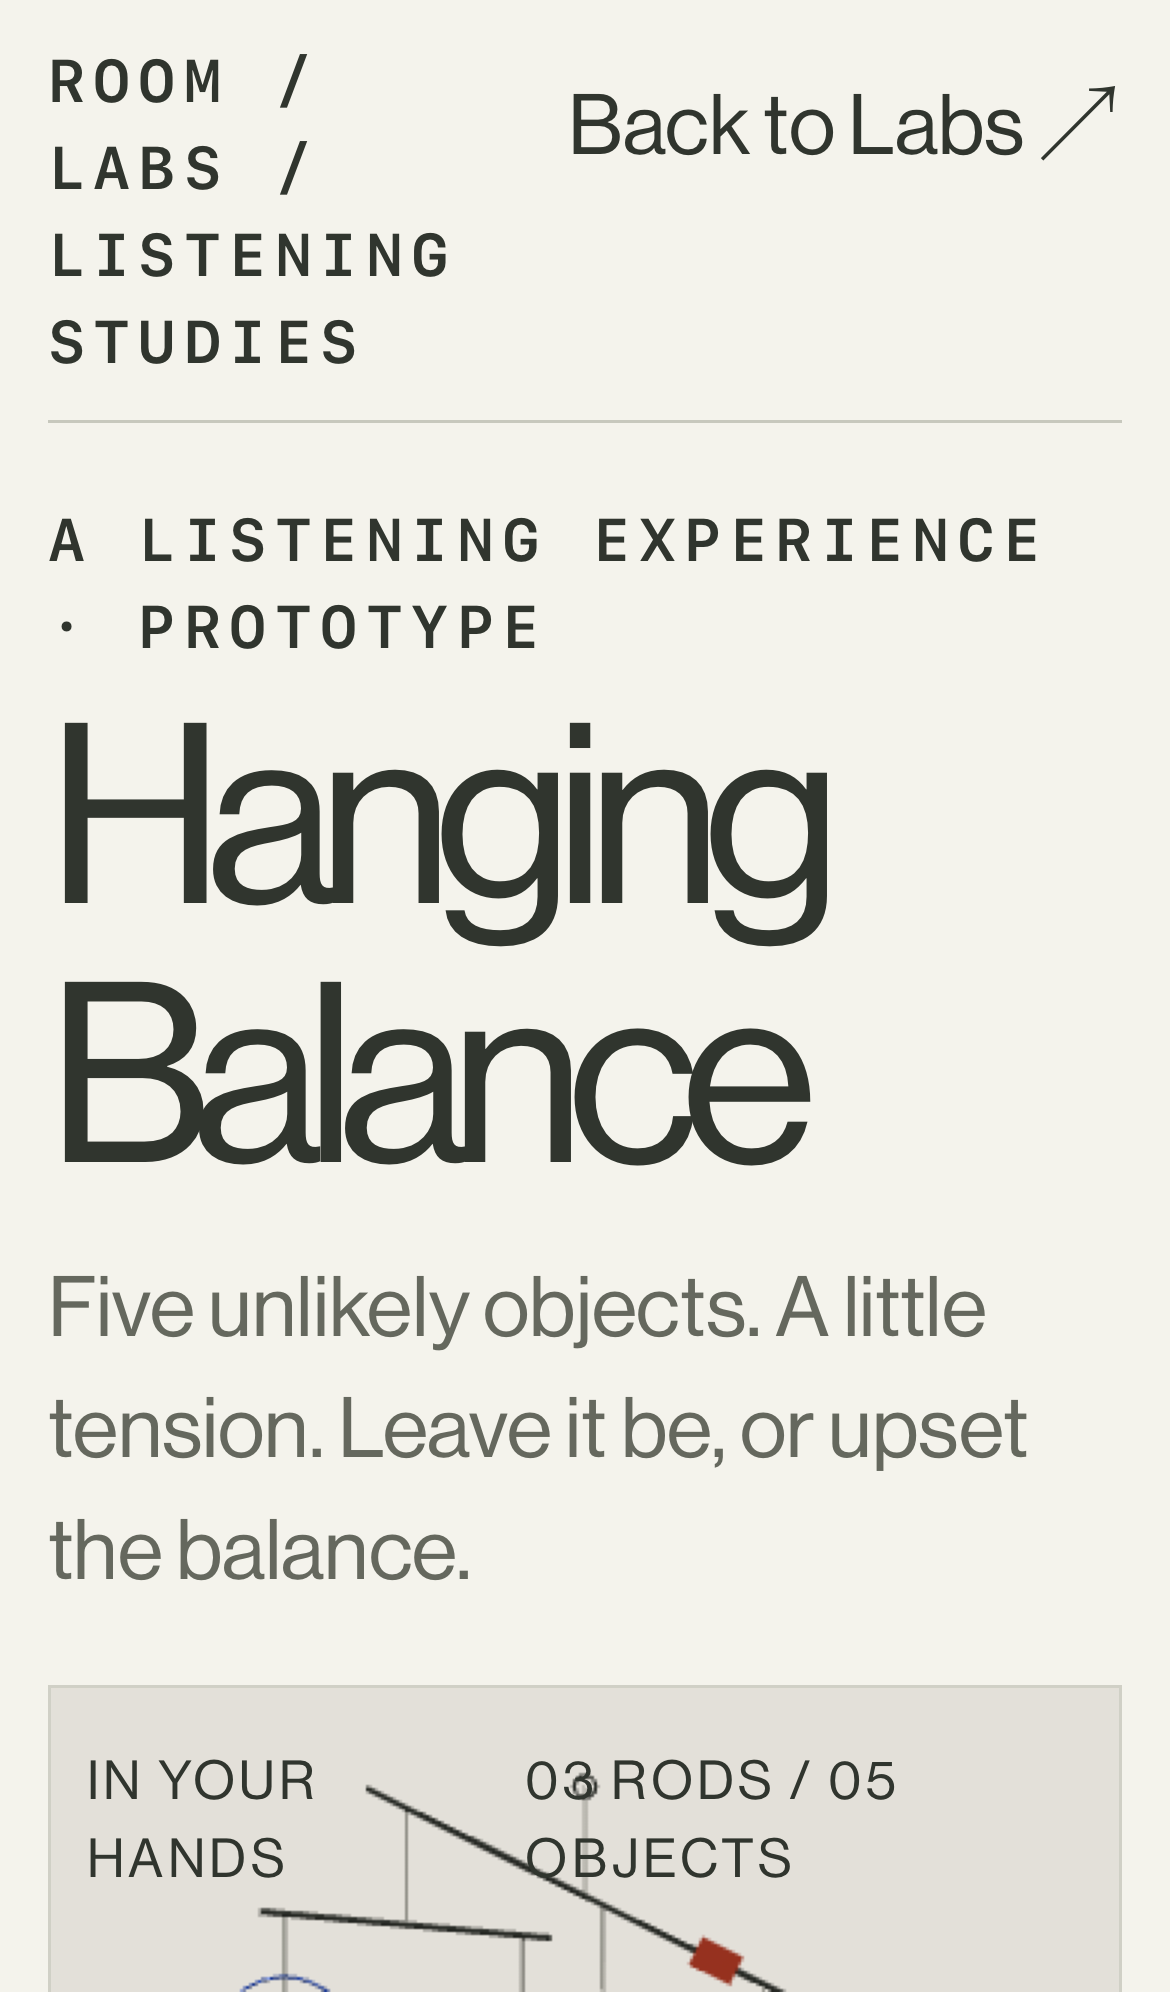 ROOM /
LABS /
LISTENING
STUDIES
Back to Labs ↗
A LISTENING EXPERIENCE
· PROTOTYPE
Hanging
Balance
Five unlikely objects. A little
tension. Leave it be, or upset
the balance.
IN YOUR
HANDS
03 RODS / 05
OBJECTS